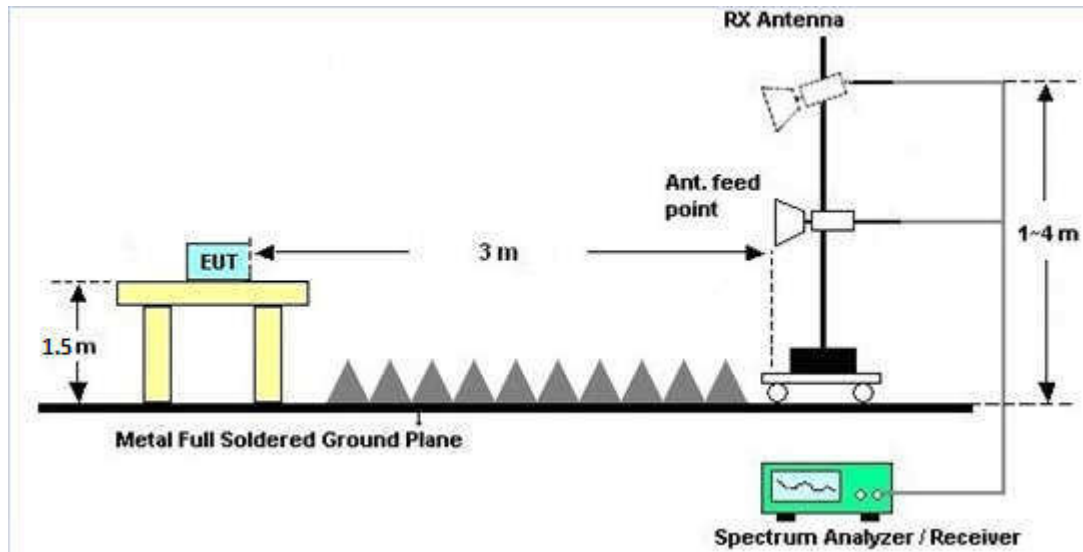 RX Antenna
Ant. feed
point
EUT
3 m
1~4 m
1.5 m
Metal Full Soldered Ground Plane
Spectrum Analyzer / Receiver